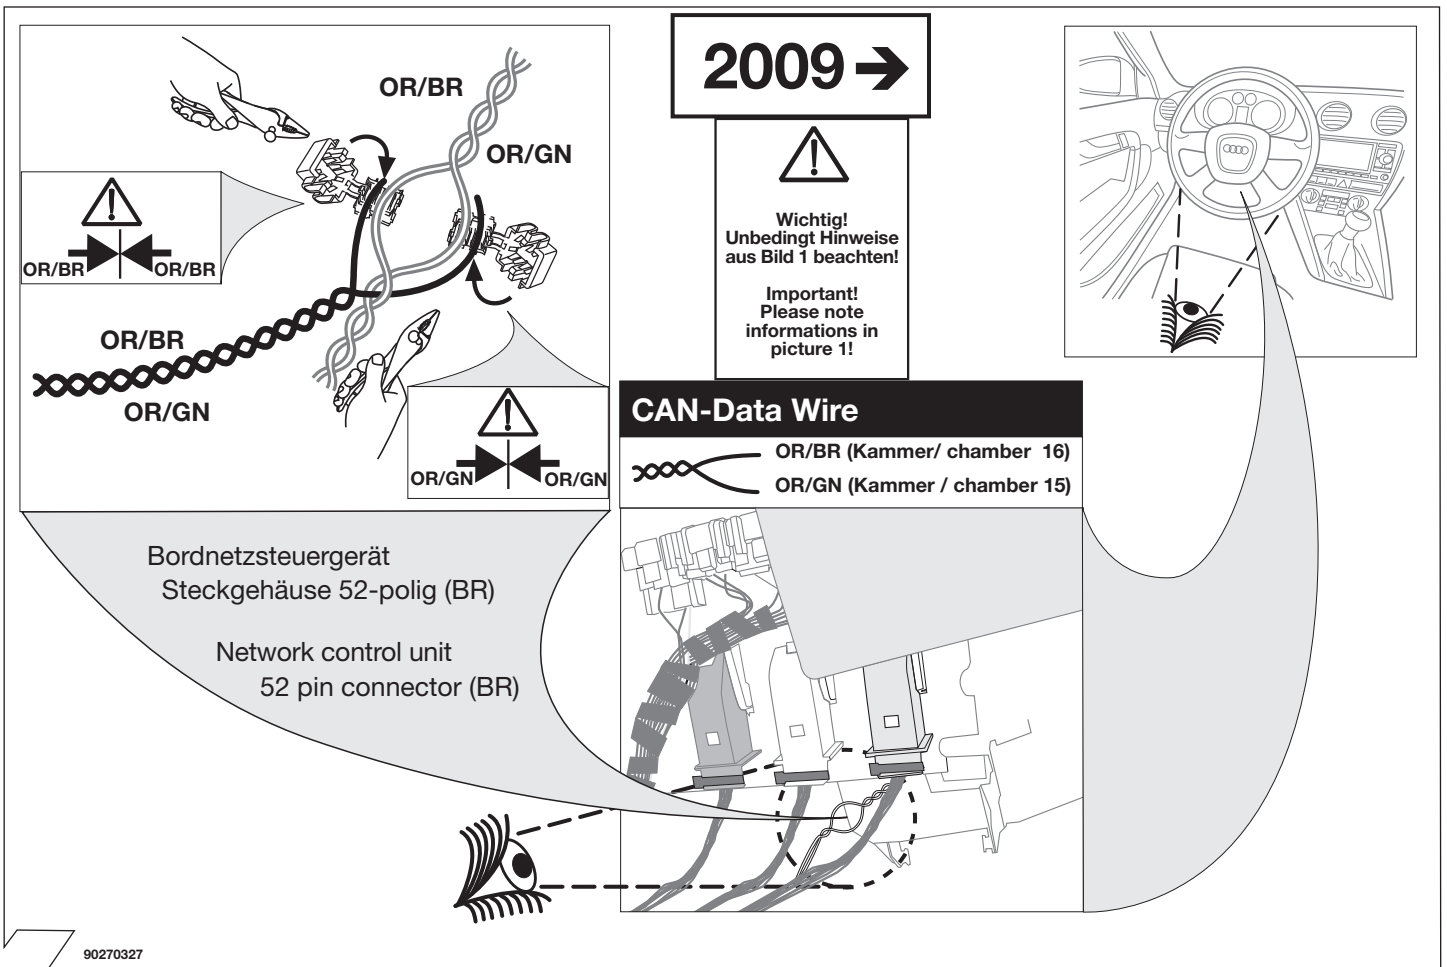 OR/BR
OR/GN
OR/BR
OR/BR
OR/BR
OR/GN
OR/GN
OR/GN
2009
Wichtig!
Unbedingt Hinweise
aus Bild 1 beachten!
Important!
Please note
informations in
picture 1!
CAN-Data Wire
OR/BR (Kammer/ chamber 16)
OR/GN (Kammer / chamber 15)
Bordnetzsteuergerät
Steckgehäuse 52-polig (BR)
Network control unit
52 pin connector (BR)
90270327